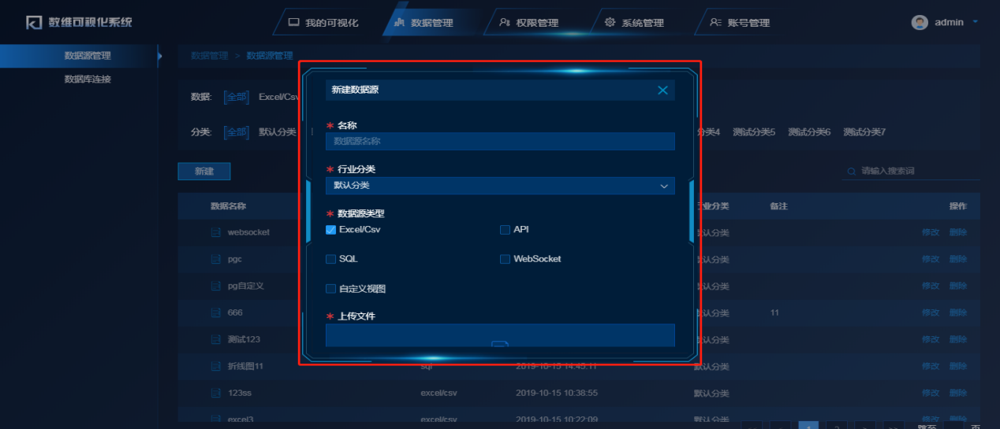 数维可视化系统 我的可视化 数据管理 权限管理 系统管理 账号管理 admin
数据源管理 数据管理 > 数据源管理
数据库连接
新建数据源
数据: [全部] Excel/Csv
* 名称
分类: [全部] 默认分类 分类4 测试分类5 测试分类6 测试分类7
数据源名称
新建 * 行业分类 请输入搜索词
默认分类
数据名称 业分类 备注 操作
* 数据源类型
Excel/Csv API
websocket 默认分类 修改 删除
SQL WebSocket
pgc 默认分类 修改 删除
pg自定义 自定义视图 默认分类 修改 删除
666 默认分类 11 修改 删除
* 上传文件
测试123 默认分类 修改 删除
折线图11 sql 2019-10-15 14:45:11 默认分类 修改 删除
123ss excel/csv 2019-10-15 10:38:55 默认分类 修改 删除
excel3 excel/csv 2019-10-15 10:22:09 默认分类 修改 删除
<< < 1 2 > >> 跳至 页